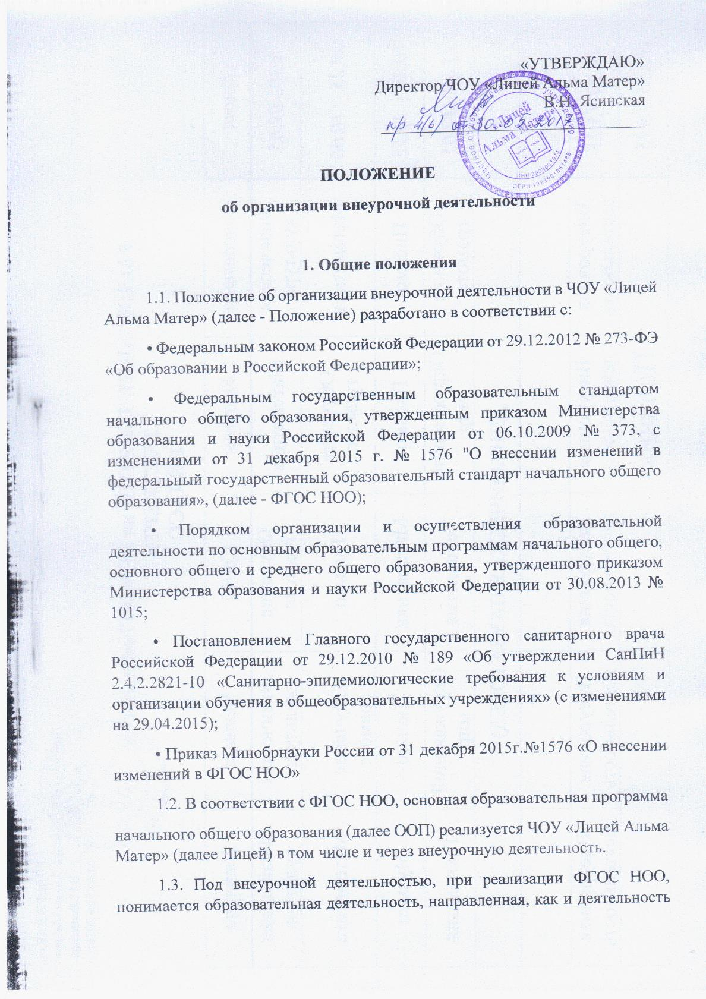 «УТВЕРЖДАЮ»
Директор ЧОУ «Лицей Альма Матер»
В.Н. Ясинская
пр 4(6) от 30.05.2017
Частное общеобразовательное учреждение
«Лицей
Альма Матер»
ИНН 3908001974
ОГРН 1023901861488
ПОЛОЖЕНИЕ
об организации внеурочной деятельности
1. Общие положения
1.1. Положение об организации внеурочной деятельности в ЧОУ «Лицей
Альма Матер» (далее - Положение) разработано в соответствии с:
• Федеральным законом Российской Федерации от 29.12.2012 № 273-ФЭ
«Об образовании в Российской Федерации»;
• Федеральным государственным образовательным стандартом
начального общего образования, утвержденным приказом Министерства
образования и науки Российской Федерации от 06.10.2009 № 373, с
изменениями от 31 декабря 2015 г. № 1576 "О внесении изменений в
федеральный государственный образовательный стандарт начального общего
образования», (далее - ФГОС НОО);
• Порядком организации и осуществления образовательной
деятельности по основным образовательным программам начального общего,
основного общего и среднего общего образования, утвержденного приказом
Министерства образования и науки Российской Федерации от 30.08.2013 №
1015;
• Постановлением Главного государственного санитарного врача
Российской Федерации от 29.12.2010 № 189 «Об утверждении СанПиН
2.4.2.2821-10 «Санитарно-эпидемиологические требования к условиям и
организации обучения в общеобразовательных учреждениях» (с изменениями
на 29.04.2015);
• Приказ Минобрнауки России от 31 декабря 2015г.№1576 «О внесении
изменений в ФГОС НОО»
1.2. В соответствии с ФГОС НОО, основная образовательная программа
начального общего образования (далее ООП) реализуется ЧОУ «Лицей Альма
Матер» (далее Лицей) в том числе и через внеурочную деятельность.
1.3. Под внеурочной деятельностью, при реализации ФГОС НОО,
понимается образовательная деятельность, направленная, как и деятельность